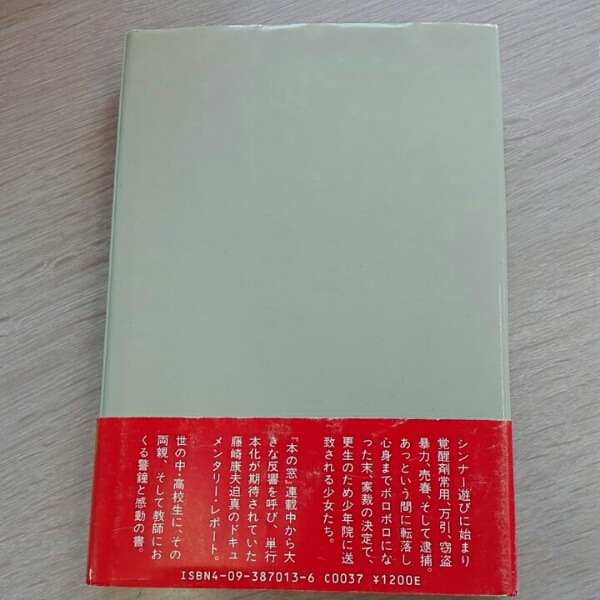 シンナー遊びに始まり
覚醒剤常用、万引、窃盗
暴力、売春、そして逮捕。
あっという間に転落し
心身までボロボロにな
った末、家裁の決定で、
更生のため少年院に送
致される少女たち。
『本の窓』連載中から大
きな反響を呼び、単行
本化が期待されていた
藤崎康夫迫真のドキュ
メンタリー・レポート。
世の中・高校生に、その
両親、そして教師にお
くる警鐘と感動の書。
ISBN4-09-387013-6 C0037 ¥1200E